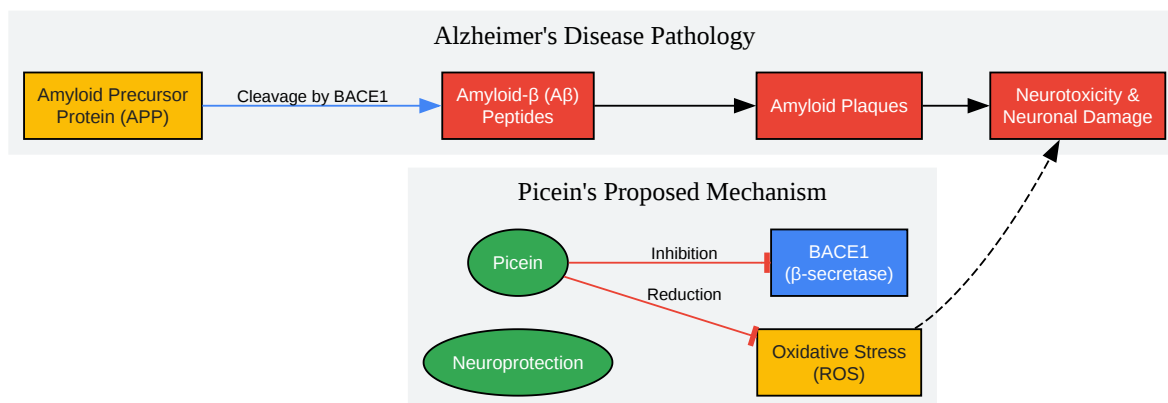 Alzheimer's Disease Pathology
Amyloid Precursor
Protein (APP)
Cleavage by BACE1
Amyloid-β (Aβ)
Peptides
Amyloid Plaques
Neurotoxicity &
Neuronal Damage
Picein's Proposed Mechanism
Picein
Inhibition
BACE1
(β-secretase)
Reduction
Neuroprotection
Oxidative Stress
(ROS)